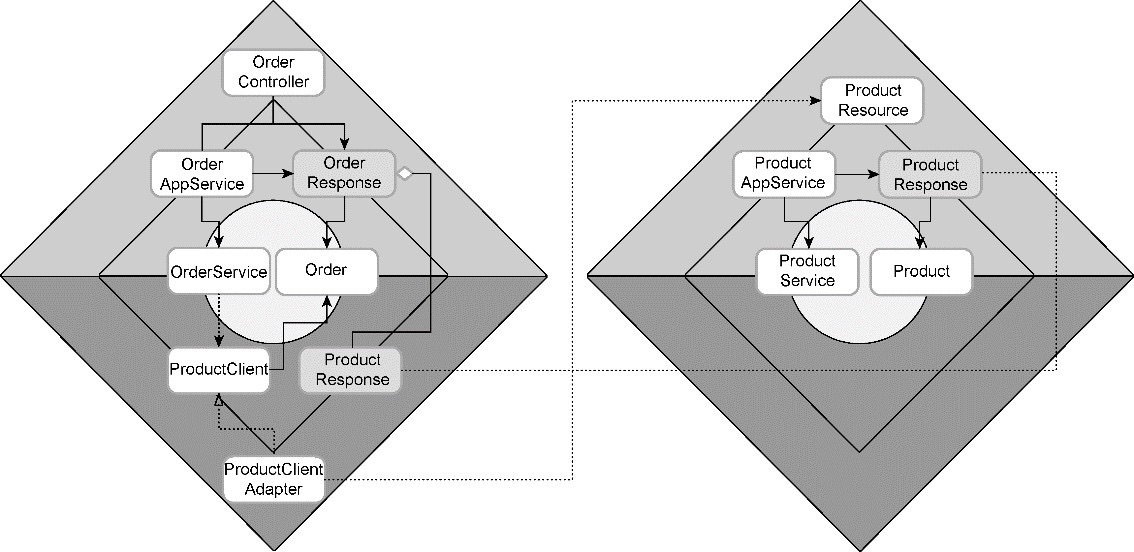 Order
Controller
Order
AppService
Order
Response
OrderService
Order
ProductClient
Product
Response
ProductClient
Adapter
Product
Resource
Product
AppService
Product
Response
Product
Service
Product